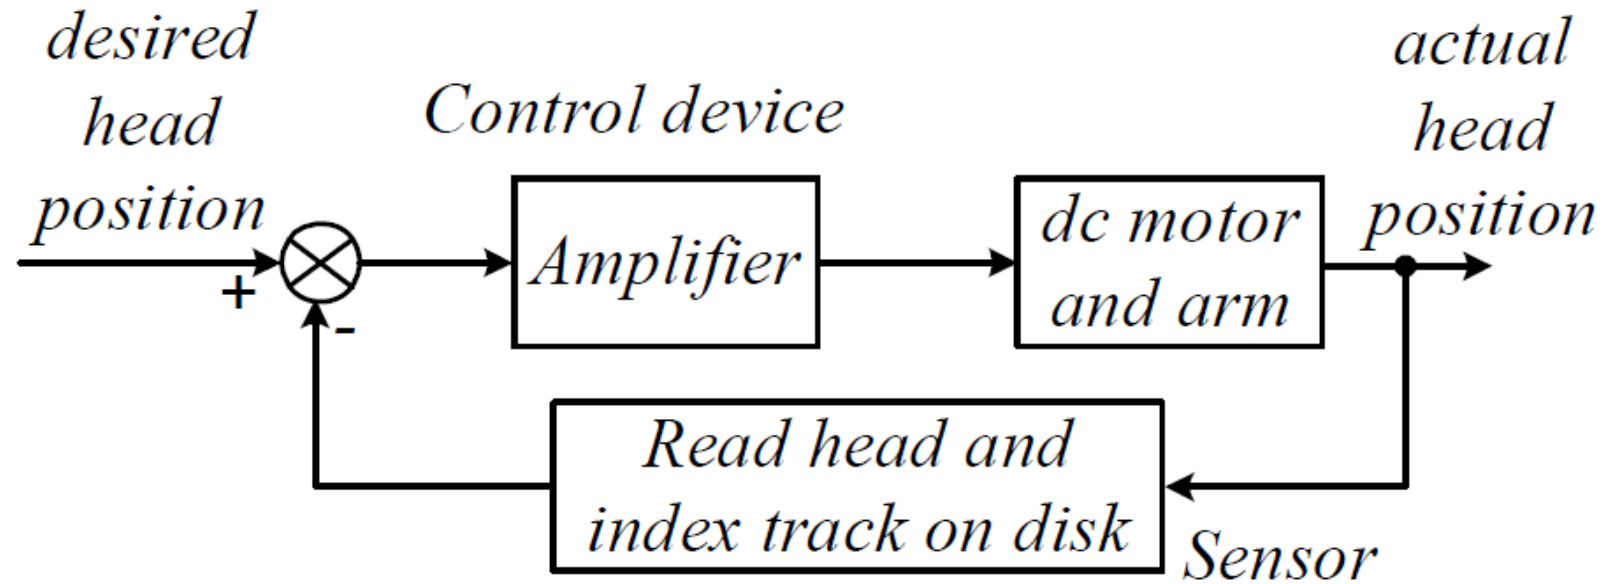 desired
head
position
+
-
Control device
Amplifier
dc motor
and arm
actual
head
position
Read head and
index track on disk
Sensor